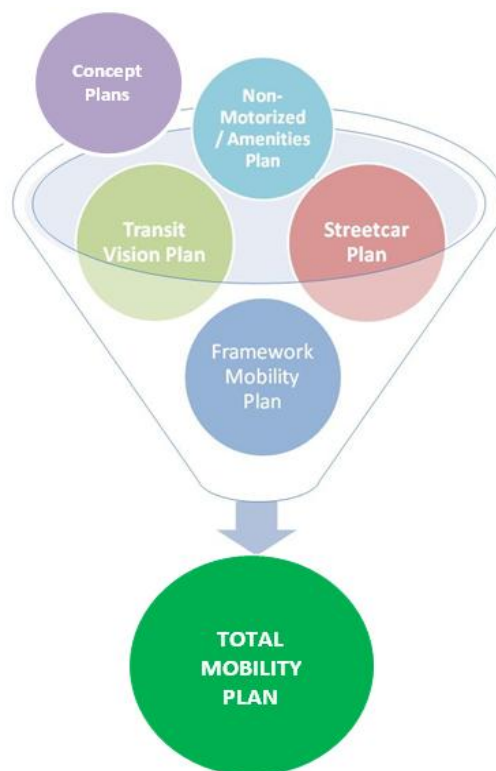 Concept
Plans
Non-
Motorized
/ Amenities
Plan
Transit
Vision Plan
Streetcar
Plan
Framework
Mobility
Plan
TOTAL
MOBILITY
PLAN